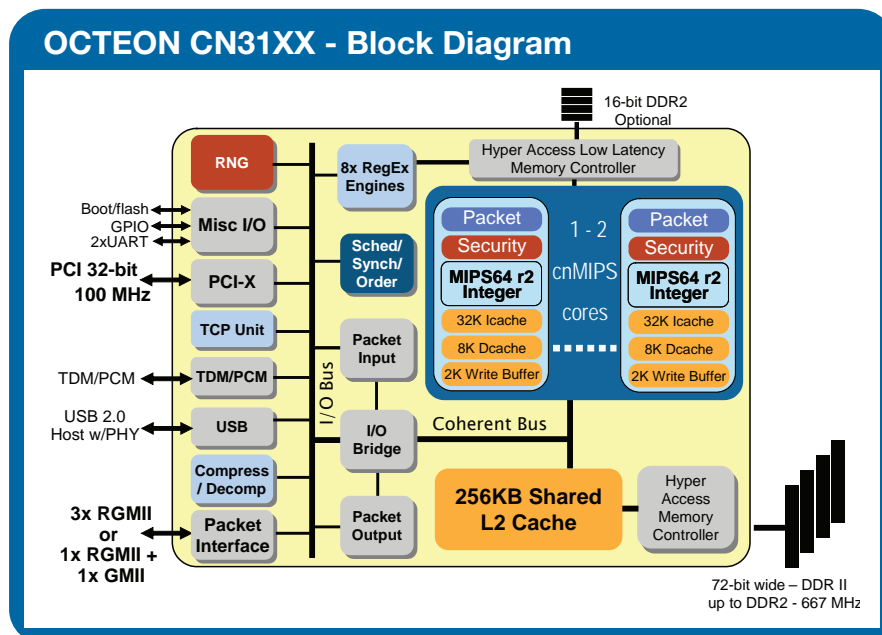 OCTEON CN31XX - Block Diagram
16-bit DDR2
Optional
RNG
8x RegEx
Engines
Hyper Access Low Latency
Memory Controller
Boot/flash
GPIO
2xUART
Misc I/O
Sched/
Synch/
Order
Packet
Security
MIPS64 r2
Integer
32K Icache
8K Dcache
2K Write Buffer
1 - 2
cnMIPS
cores
Packet
Security
MIPS64 r2
Integer
32K Icache
8K Dcache
2K Write Buffer
PCI 32-bit
100 MHz
PCI-X
TCP Unit
Packet
Input
TDM/PCM
TDM/PCM
I/O Bus
USB 2.0
Host w/PHY
USB
I/O
Bridge
Coherent Bus
Compress
/ Decomp
256KB Shared
L2 Cache
Hyper
Access
Memory
Controller
3x RGMII
or
1x RGMII +
1x GMII
Packet
Interface
Packet
Output
72-bit wide – DDR II
up to DDR2 - 667 MHz